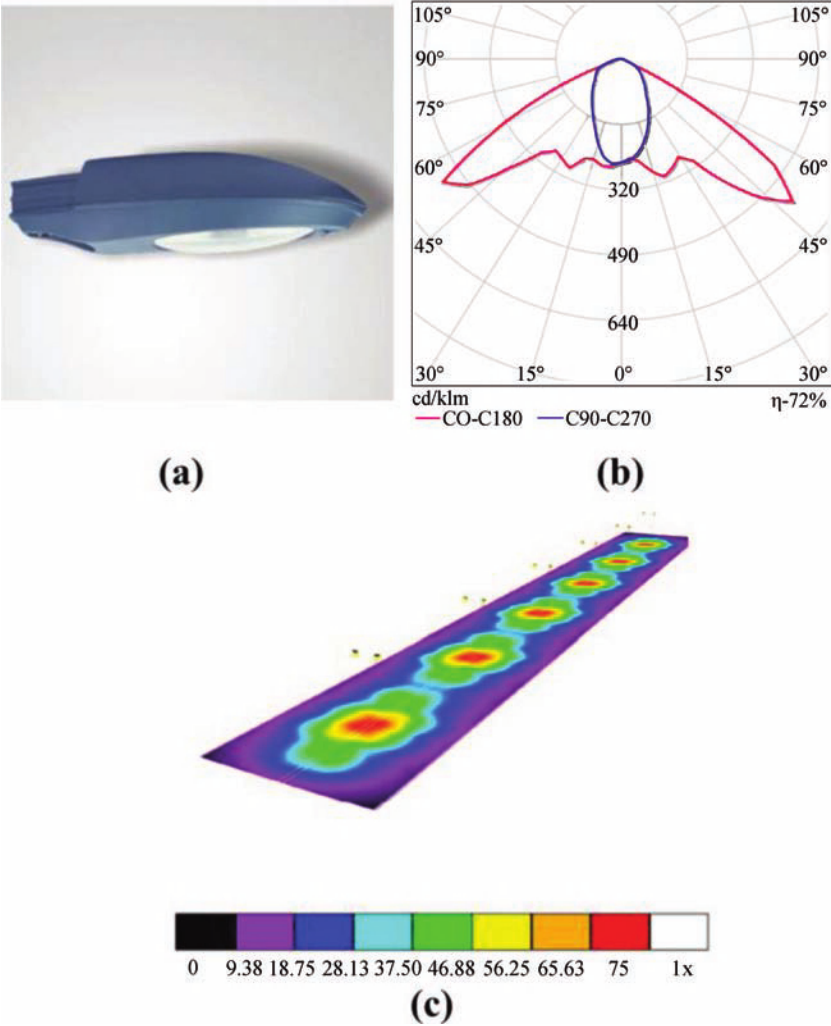 105° 105°
90° 90°
75° 75°
60° 60°
320
45° 490 45°
640
30° 15° 0° 15° 30°
cd/klm η-72%
CO-C180 C90-C270
(a) (b)
0 9.38 18.75 28.13 37.50 46.88 56.25 65.63 75 1x
(c)